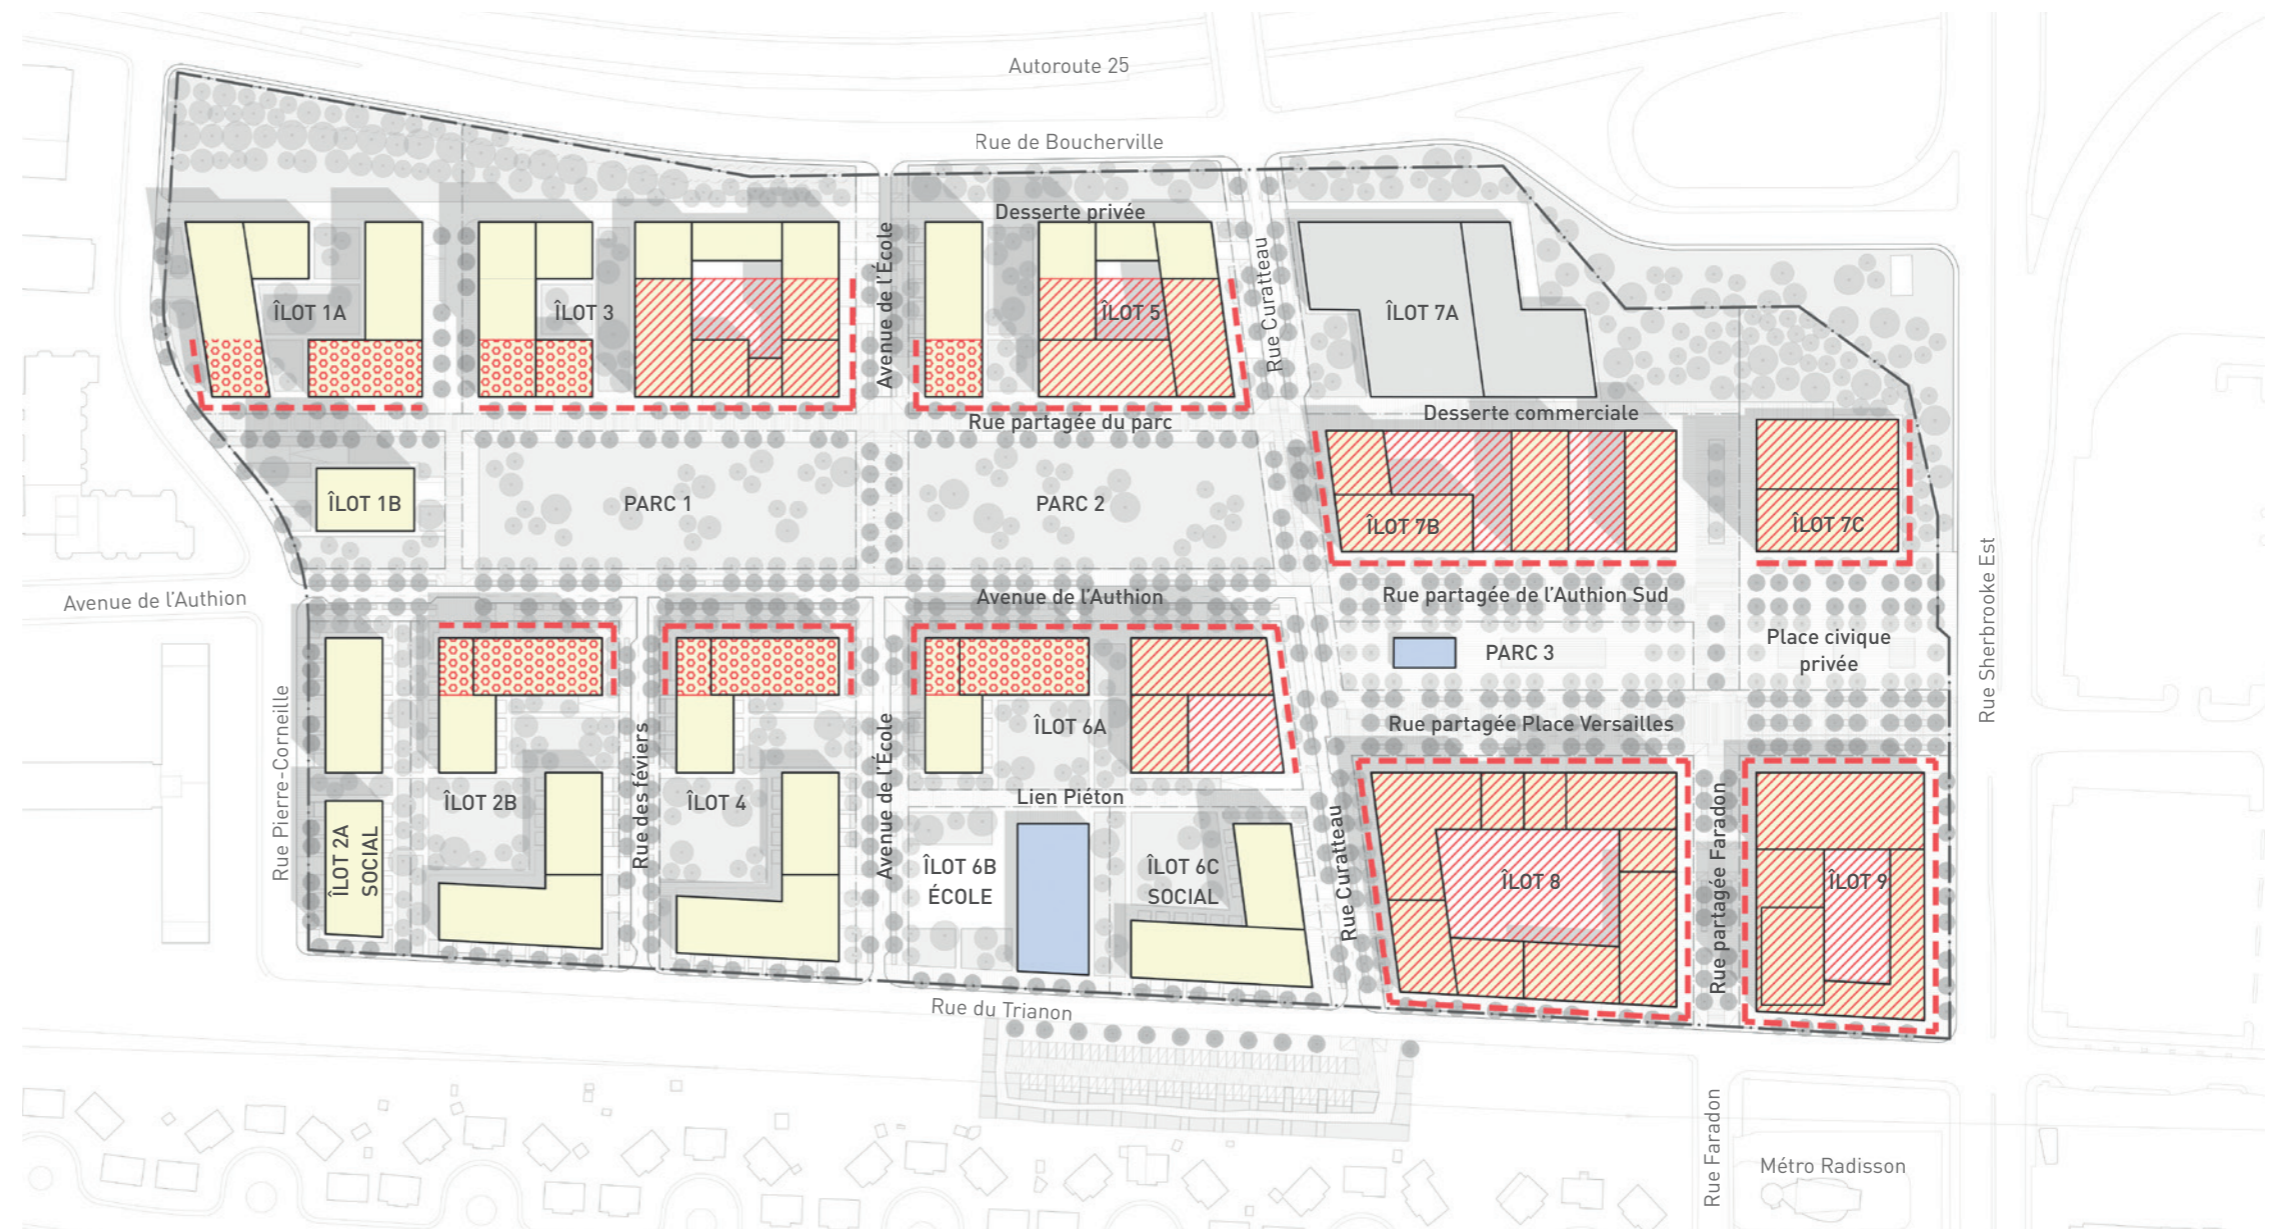 Autoroute 25
Rue de Boucherville
Desserte privée
ÎLOT 1A
ÎLOT 3
Avenue de l'École
ÎLOT 5
Rue Curatteau
ÎLOT 7A
Rue partagée du parc
Desserte commerciale
ÎLOT 1B
PARC 1
PARC 2
ÎLOT 7B
ÎLOT 7C
Avenue de l'Authion
Avenue de l'Authion
Rue partagée de l'Authion Sud
PARC 3
Place civique
privée
Rue Sherbrooke Est
Rue Pierre-Corneille
ÎLOT 2A
SOCIAL
ÎLOT 2B
Rue des féviers
ÎLOT 4
Avenue de l'École
ÎLOT 6A
Rue partagée Place Versailles
Lien Piéton
ÎLOT 6B
ÉCOLE
ÎLOT 6C
SOCIAL
Rue Curatteau
ÎLOT 8
Rue partagée Faradon
ÎLOT 9
Rue du Trianon
Rue Faradon
Métro Radisson